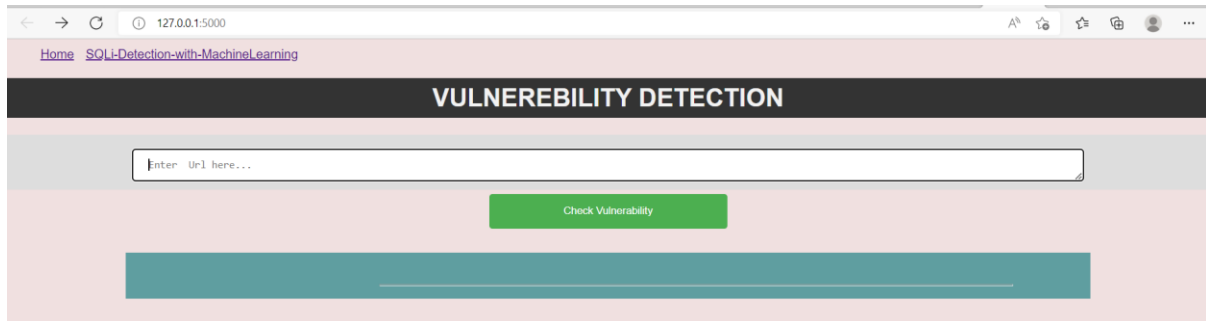 127.0.0.1:5000
Home SQLi-Detection-with-MachineLearning
VULNEREBILITY DETECTION
Enter Url here...
Check Vulnerability